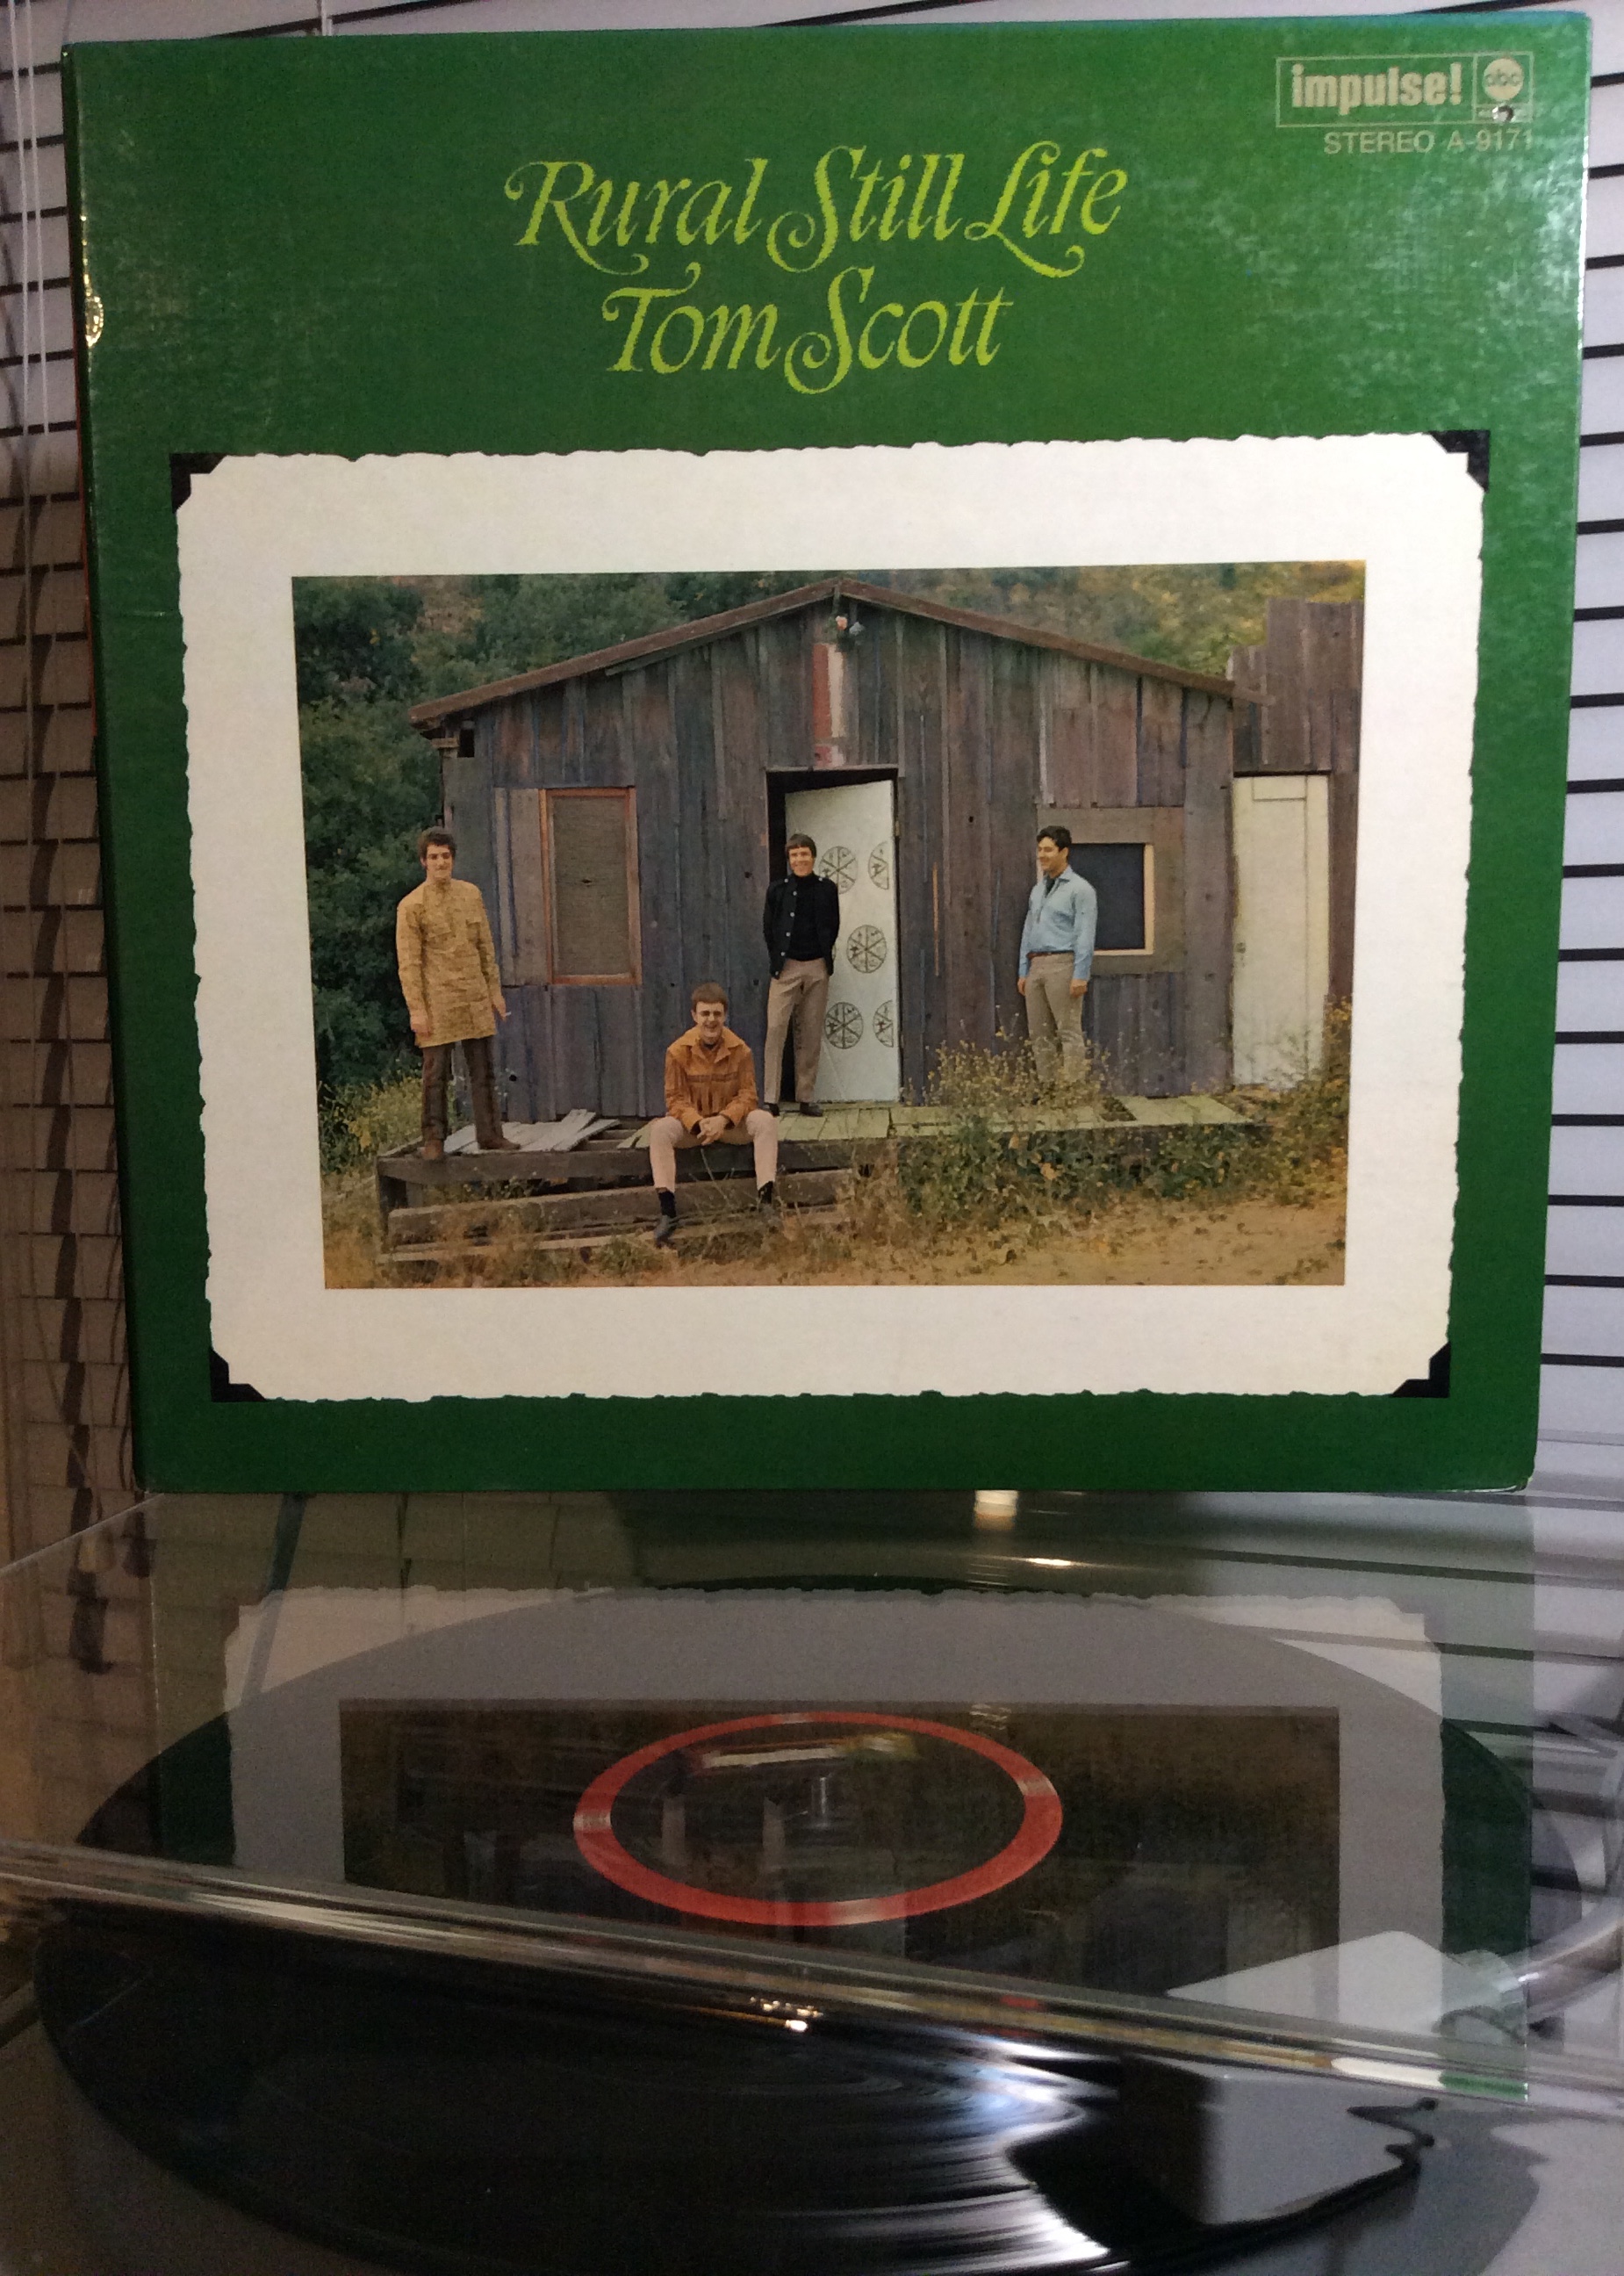 impulse!
abc
STEREO A-9171
Rural Still Life
Tom Scott